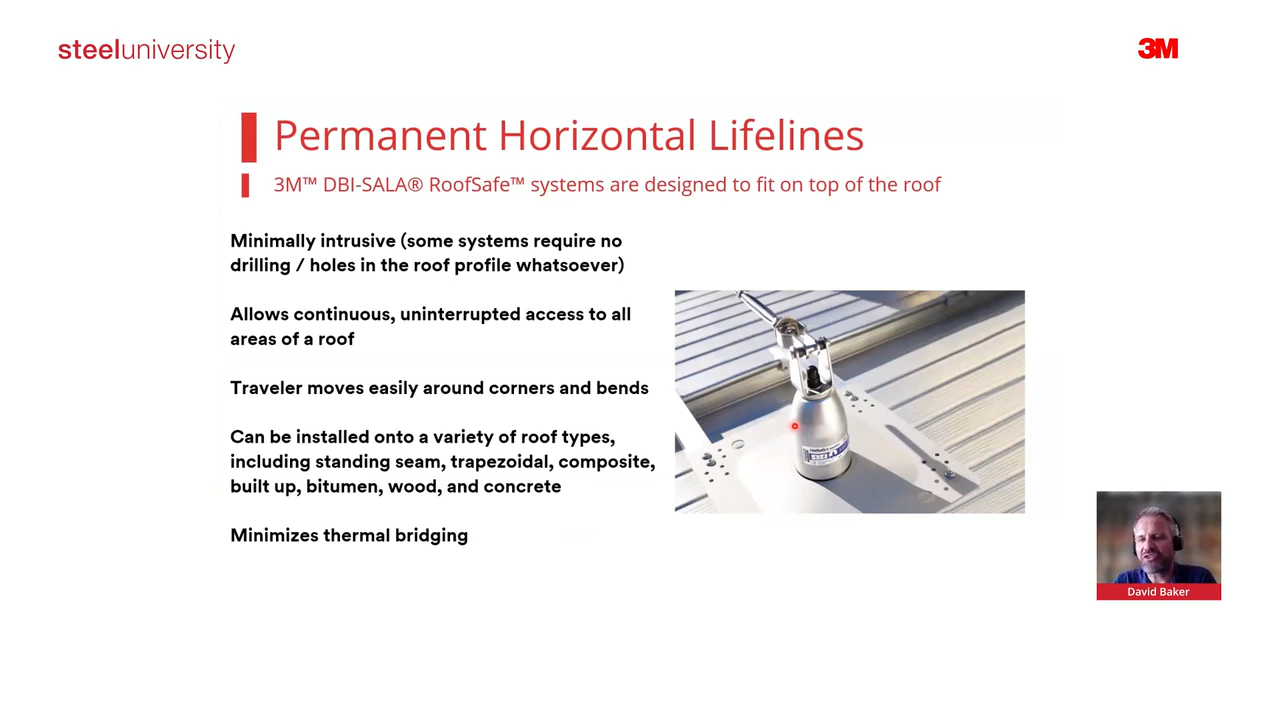 steeluniversity
3M
Permanent Horizontal Lifelines
3M™ DBI-SALA® RoofSafe™ systems are designed to fit on top of the roof
Minimally intrusive (some systems require no
drilling / holes in the roof profile whatsoever)
Allows continuous, uninterrupted access to all
areas of a roof
Traveler moves easily around corners and bends
Can be installed onto a variety of roof types,
including standing seam, trapezoidal, composite,
built up, bitumen, wood, and concrete
Minimizes thermal bridging
David Baker